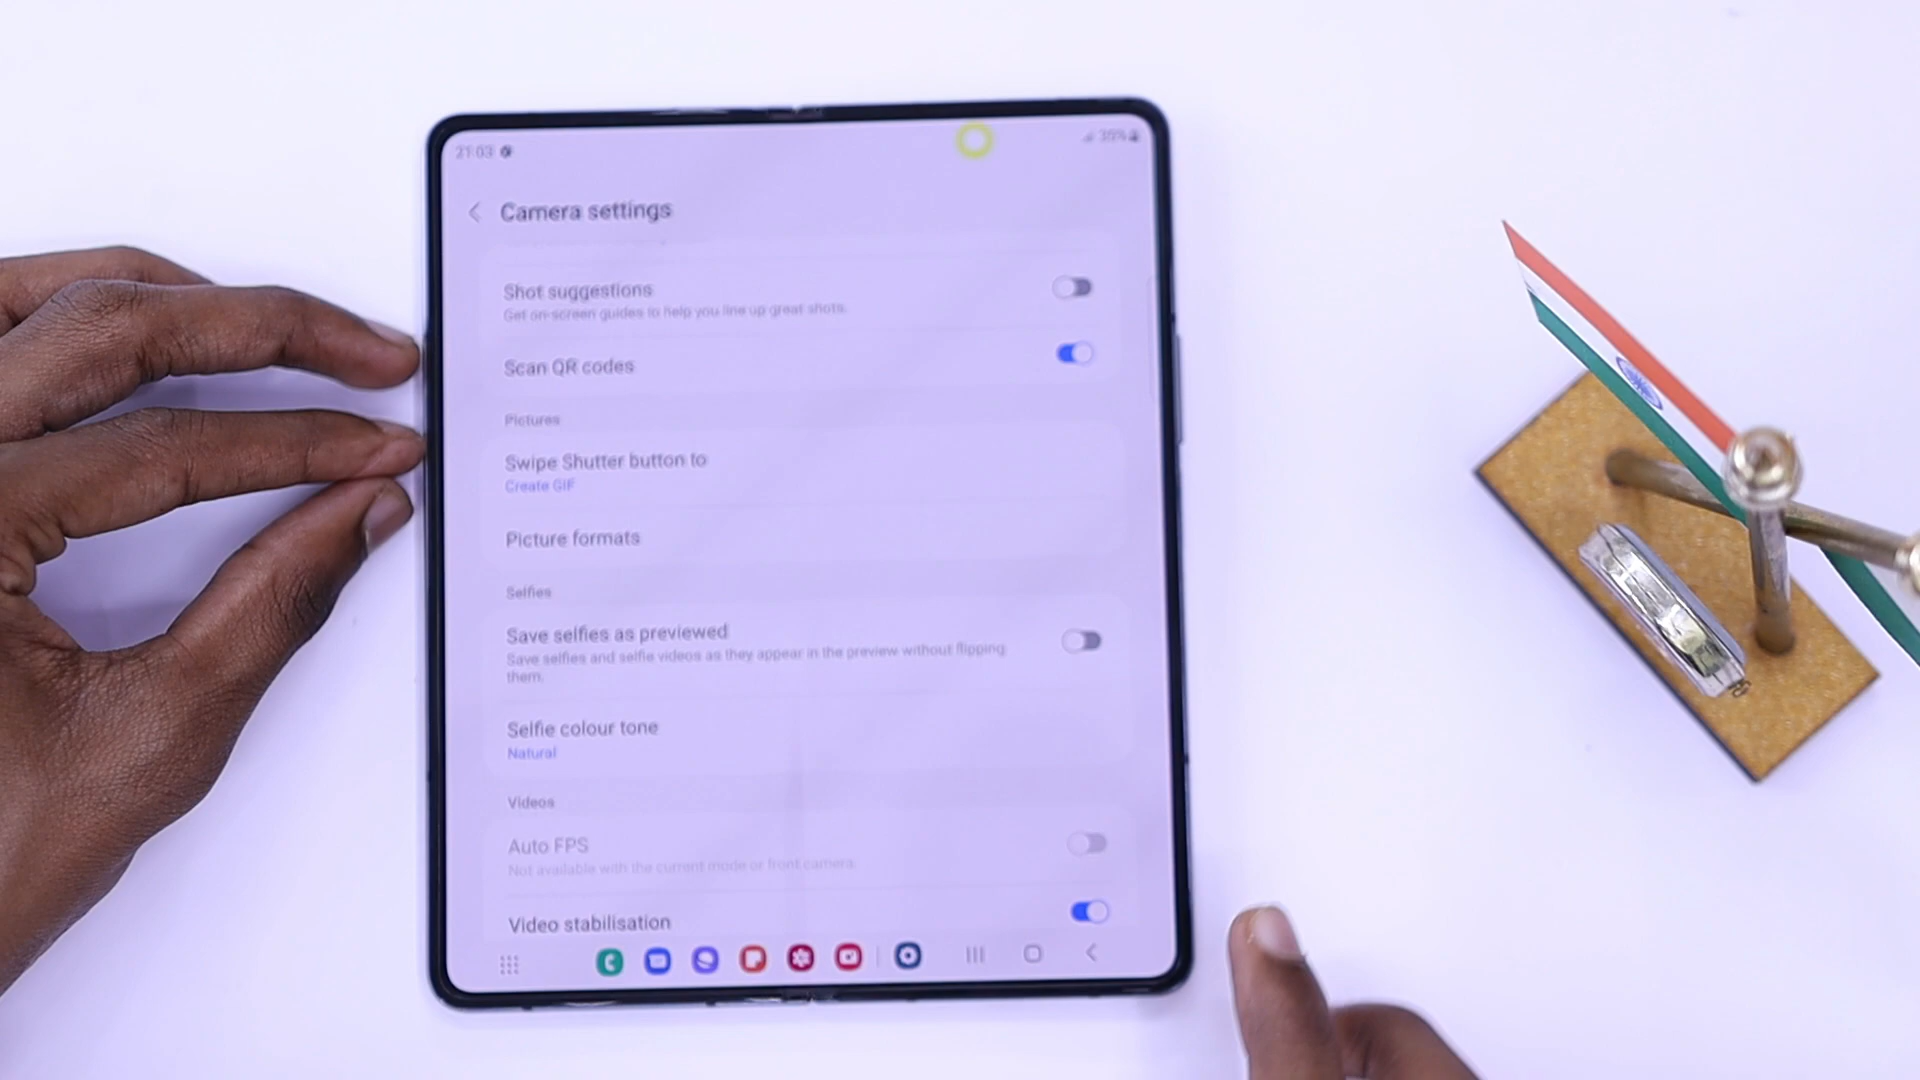 21:03
35%
Camera settings
Shot suggestions
Get on-screen guides to help you line up great shots.
Scan QR codes
Pictures
Swipe Shutter button to
Create GIF
Picture formats
Selfies
Save selfies as previewed
Save selfies and selfie videos as they appear in the preview without flipping
them.
Selfie colour tone
Natural
Videos
Auto FPS
Not available with the current mode or front camera.
Video stabilisation